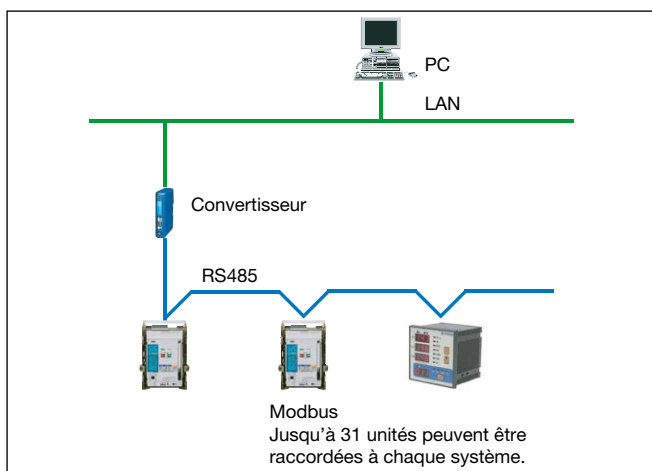 PC
LAN
Convertisseur
RS485
Modbus
Jusqu'à 31 unités peuvent être
raccordées à chaque système.